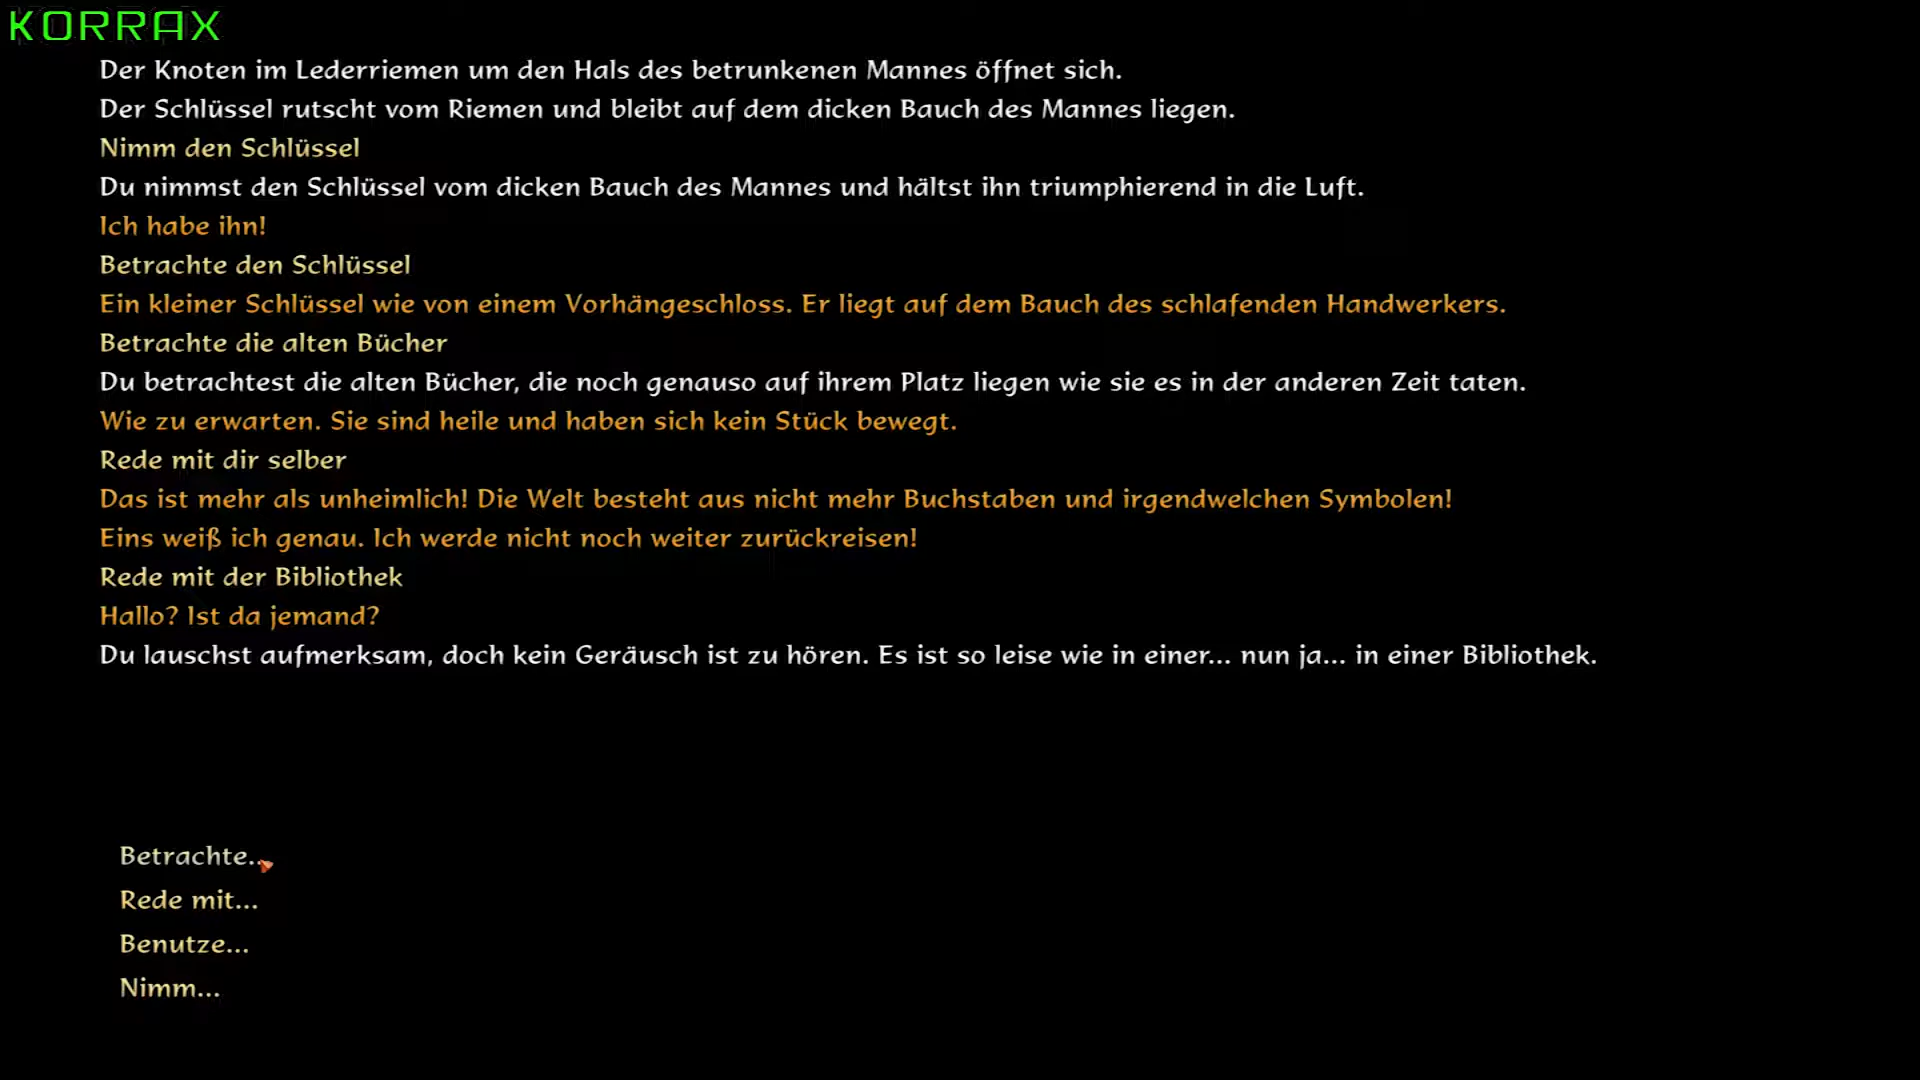 KORRAX
Der Knoten im Lederriemen um den Hals des betrunkenen Mannes öffnet sich.
Der Schlüssel rutscht vom Riemen und bleibt auf dem dicken Bauch des Mannes liegen.
Nimm den Schlüssel
Du nimmst den Schlüssel vom dicken Bauch des Mannes und hältst ihn triumphierend in die Luft.
Ich habe ihn!
Betrachte den Schlüssel
Ein kleiner Schlüssel wie von einem Vorhängeschloss. Er liegt auf dem Bauch des schlafenden Handwerkers.
Betrachte die alten Bücher
Du betrachtest die alten Bücher, die noch genauso auf ihrem Platz liegen wie sie es in der anderen Zeit taten.
Wie zu erwarten. Sie sind heile und haben sich kein Stück bewegt.
Rede mit dir selber
Das ist mehr als unheimlich! Die Welt besteht aus nicht mehr Buchstaben und irgendwelchen Symbolen!
Eins weiß ich genau. Ich werde nicht noch weiter zurückreisen!
Rede mit der Bibliothek
Hallo? Ist da jemand?
Du lauschst aufmerksam, doch kein Geräusch ist zu hören. Es ist so leise wie in einer... nun ja... in einer Bibliothek.
Betrachte...
Rede mit...
Benutze...
Nimm...